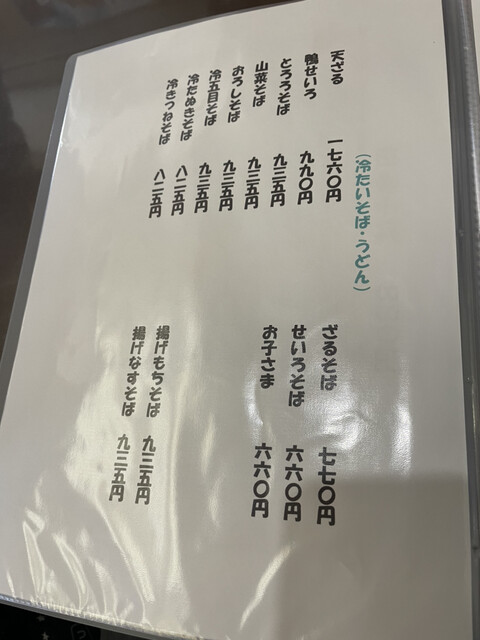 （冷たいそば・うどん）
天ざる 一七六〇円
鴨せいろ 九九〇円
とろろそば 九三五円
山菜そば 九三五円
おろしそば 九三五円
冷五目そば 九三五円
冷たぬきそば 八二五円
冷きつねそば 八二五円
ざるそば 七七〇円
せいろそば 六六〇円
お子さま 六六〇円
揚げもちそば 九三五円
揚げなすそば 九三五円